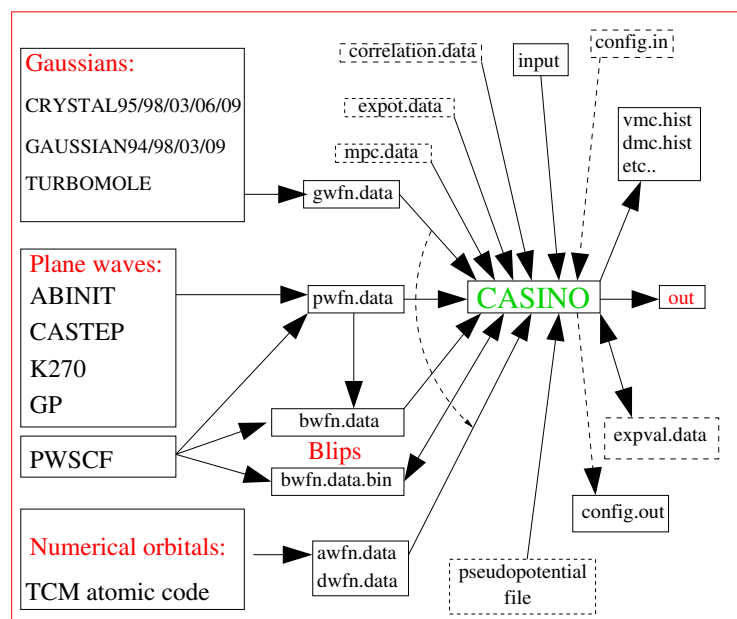 Gaussians:
CRYSTAL95/98/03/06/09
GAUSSIAN94/98/03/09
TURBOMOLE
Plane waves:
ABINIT
CASTEP
K270
GP
PWSCF
Numerical orbitals:
TCM atomic code
correlation.data
expot.data
mpc.data
gwfn.data
pwfn.data
bwfn.data
Blips
bwfn.data.bin
awfn.data
dwfn.data
input
config.in
vmc.hist
dmc.hist
etc..
CASINO
out
expval.data
config.out
pseudopotential
file